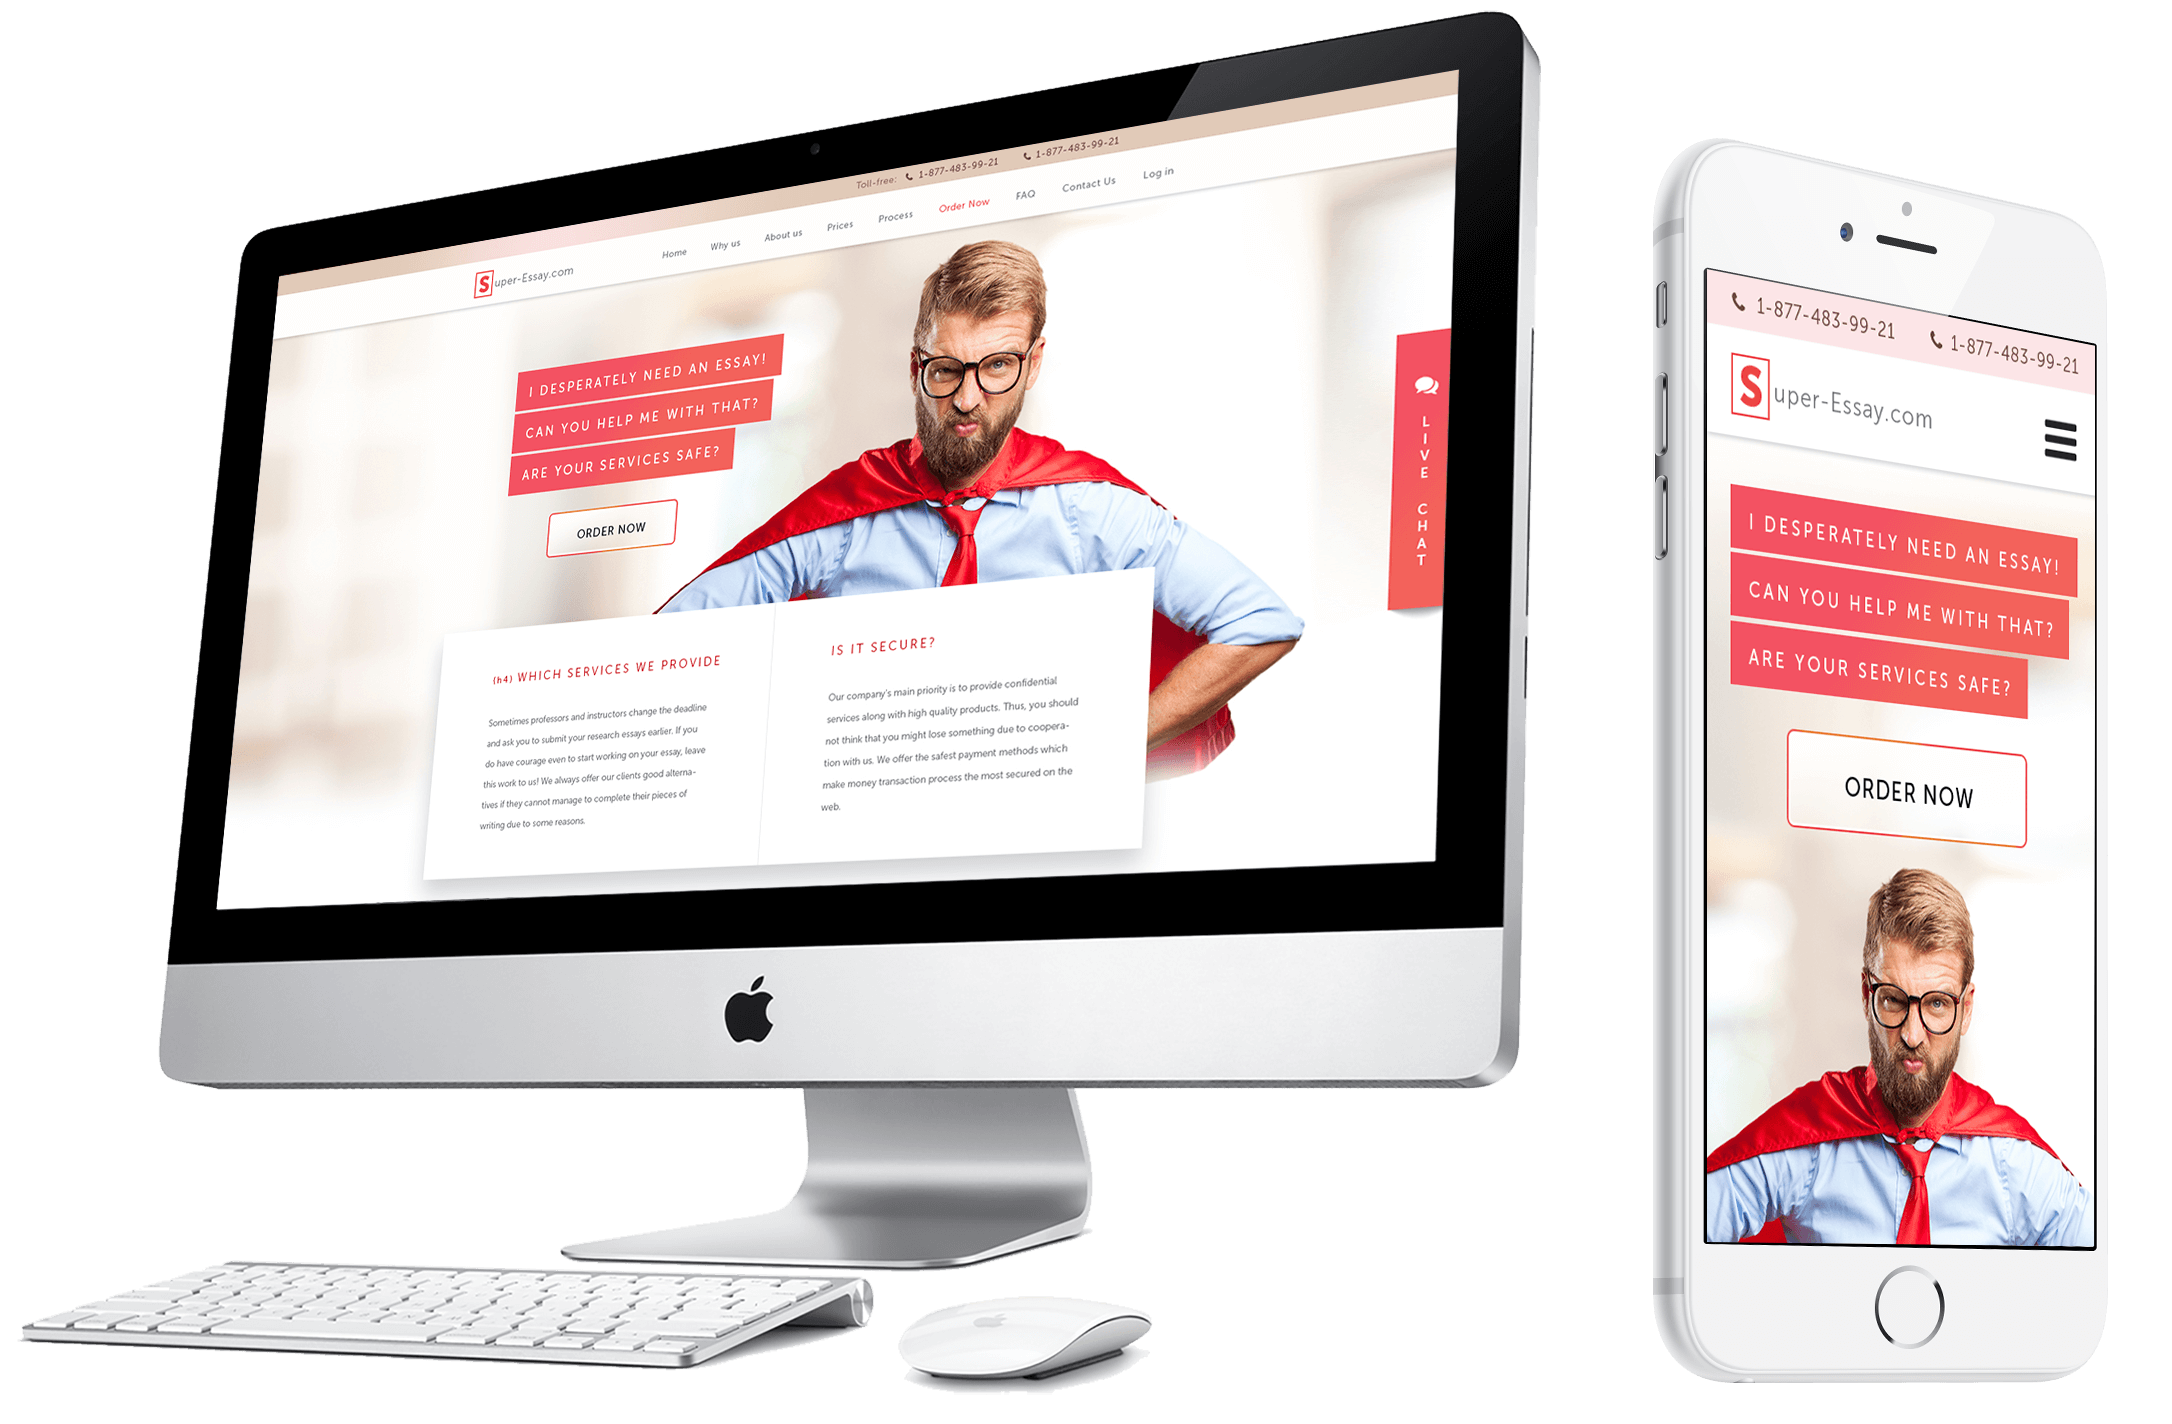 Toll-free: 1-877-483-99-21 1-877-483-99-21
Super-Essay.com
Home Why us About us Prices Process Order Now FAQ Contact Us Log in
I DESPERATELY NEED AN ESSAY!
CAN YOU HELP ME WITH THAT?
ARE YOUR SERVICES SAFE?
ORDER NOW
LIVE CHAT
(h4) WHICH SERVICES WE PROVIDE
Sometimes professors and instructors change the deadline
and ask you to submit your research essays earlier. If you
do have courage even to start working on your essay, leave
this work to us! We always offer our clients good alterna-
tives if they cannot manage to complete their pieces of
writing due to some reasons.
IS IT SECURE?
Our company's main priority is to provide confidential
services along with high quality products. Thus, you should
not think that you might lose something due to coopera-
tion with us. We offer the safest payment methods which
make money transaction process the most secured on the
web.
1-877-483-99-21 1-877-483-99-21
Super-Essay.com
I DESPERATELY NEED AN ESSAY!
CAN YOU HELP ME WITH THAT?
ARE YOUR SERVICES SAFE?
ORDER NOW